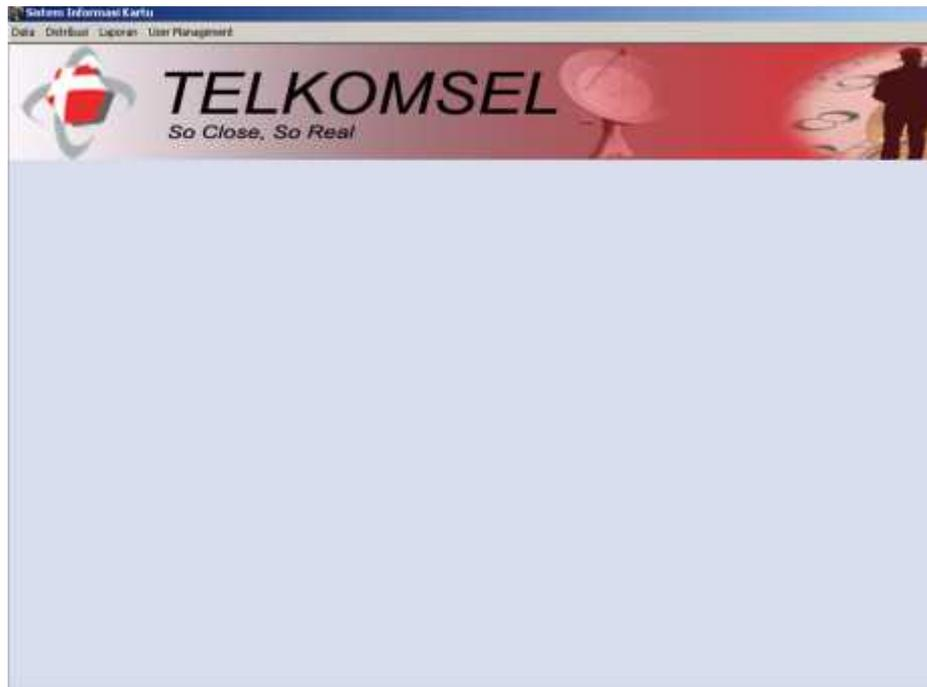 Sistem Informasi Kartu
Data Distribusi Laporan User Management
TELKOMSEL
So Close, So Real